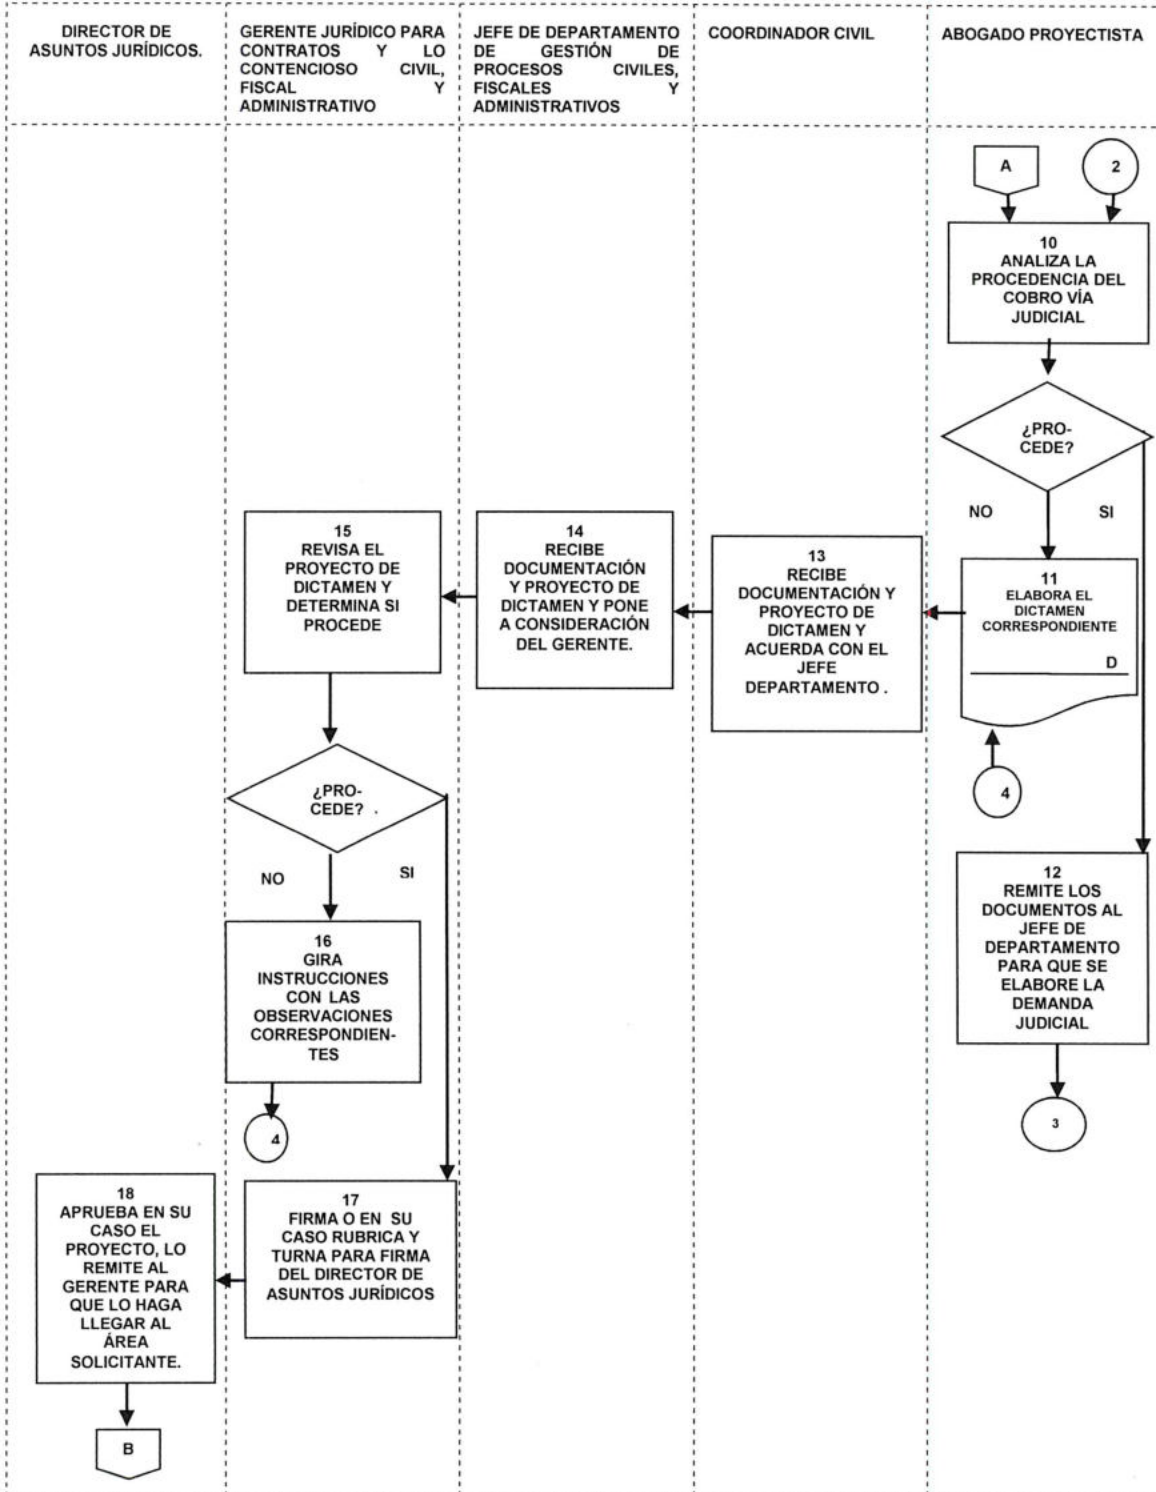 DIRECTOR DE
ASUNTOS JURÍDICOS.
GERENTE JURÍDICO PARA
CONTRATOS Y LO
CONTENCIOSO CIVIL,
FISCAL Y
ADMINISTRATIVO
JEFE DE DEPARTAMENTO
DE GESTIÓN DE
PROCESOS CIVILES,
FISCALES Y
ADMINISTRATIVOS
COORDINADOR CIVIL
ABOGADO PROYECTISTA
A
2
10
ANALIZA LA
PROCEDENCIA DEL
COBRO VÍA
JUDICIAL
¿PRO-
CEDE?
NO
SI
11
ELABORA EL
DICTAMEN
CORRESPONDIENTE
D
4
12
REMITE LOS
DOCUMENTOS AL
JEFE DE
DEPARTAMENTO
PARA QUE SE
ELABORE LA
DEMANDA
JUDICIAL
3
13
RECIBE
DOCUMENTACIÓN Y
PROYECTO DE
DICTAMEN Y
ACUERDA CON EL
JEFE
DEPARTAMENTO .
14
RECIBE
DOCUMENTACIÓN
Y PROYECTO DE
DICTAMEN Y PONE
A CONSIDERACIÓN
DEL GERENTE.
15
REVISA EL
PROYECTO DE
DICTAMEN Y
DETERMINA SI
PROCEDE
¿PRO-
CEDE?
NO
SI
16
GIRA
INSTRUCCIONES
CON LAS
OBSERVACIONES
CORRESPONDIEN-
TES
4
17
FIRMA O EN SU
CASO RUBRICA Y
TURNA PARA FIRMA
DEL DIRECTOR DE
ASUNTOS JURÍDICOS
18
APRUEBA EN SU
CASO EL
PROYECTO, LO
REMITE AL
GERENTE PARA
QUE LO HAGA
LLEGAR AL
ÁREA
SOLICITANTE.
B